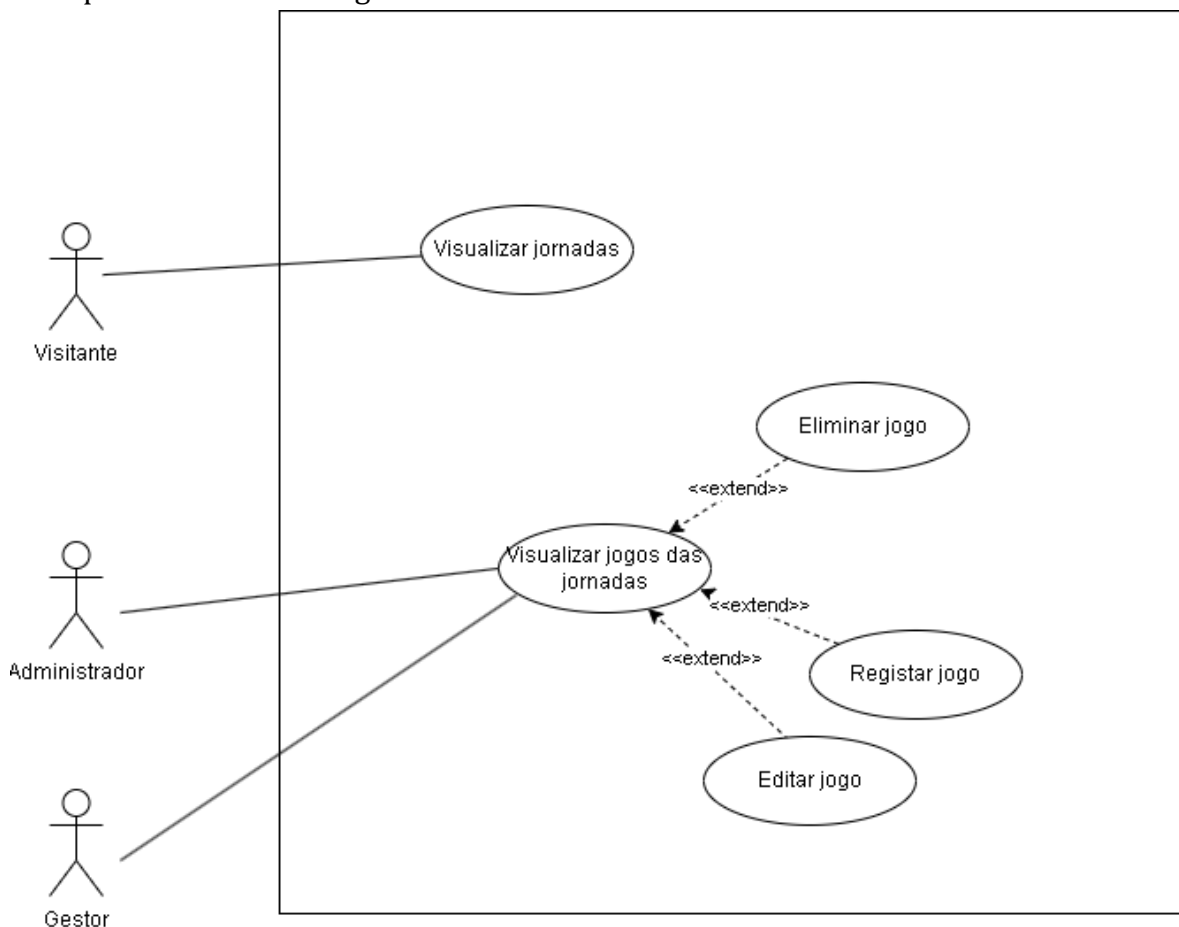 Visualizar jornadas
Visitante
Eliminar jogo
<<extend>>
Visualizar jogos das
jornadas
<<extend>>
Administrador
<<extend>>
Registar jogo
Editar jogo
Gestor